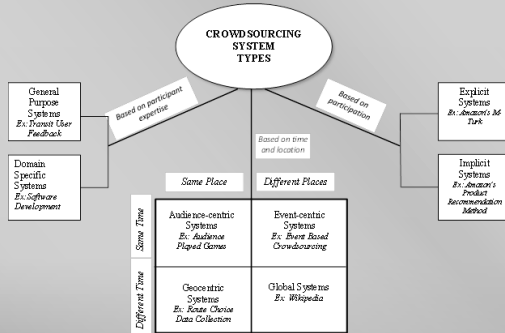 CROWDSOURCING
SYSTEM
TYPES
General
Purpose
Systems
Ex: Transit User
Feedback
Based on participant
expertise
Based on
participation
Explicit
Systems
Ex: Amazon's M-
Turk
Domain
Specific
Systems
Ex: Software
Development
Based on time
and location
Implicit
Systems
Ex: Amazon's
Product
Recommendation
Method
Same Place
Different Places
Same Time
Audience-centric
Systems
Ex: Audience
Played Games
Event-centric
Systems
Ex: Event Based
Crowdsourcing
Different Time
Geocentric
Systems
Ex: Route Choice
Data Collection
Global Systems
Ex: Wikipedia